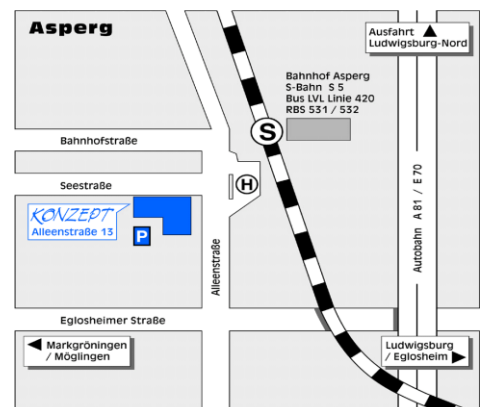 Asperg
Ausfahrt
Ludwigsburg-Nord
Bahnhof Asperg
S-Bahn S 5
Bus LVL Linie 420
RBS 531 / 532
S
Bahnhofstraße
Seestraße
H
KONZEPT
Alleenstraße 13
P
Alleenstraße
Autobahn A 81 / E 70
Eglosheimer Straße
Markgröningen
/ Möglingen
Ludwigsburg
/ Eglosheim